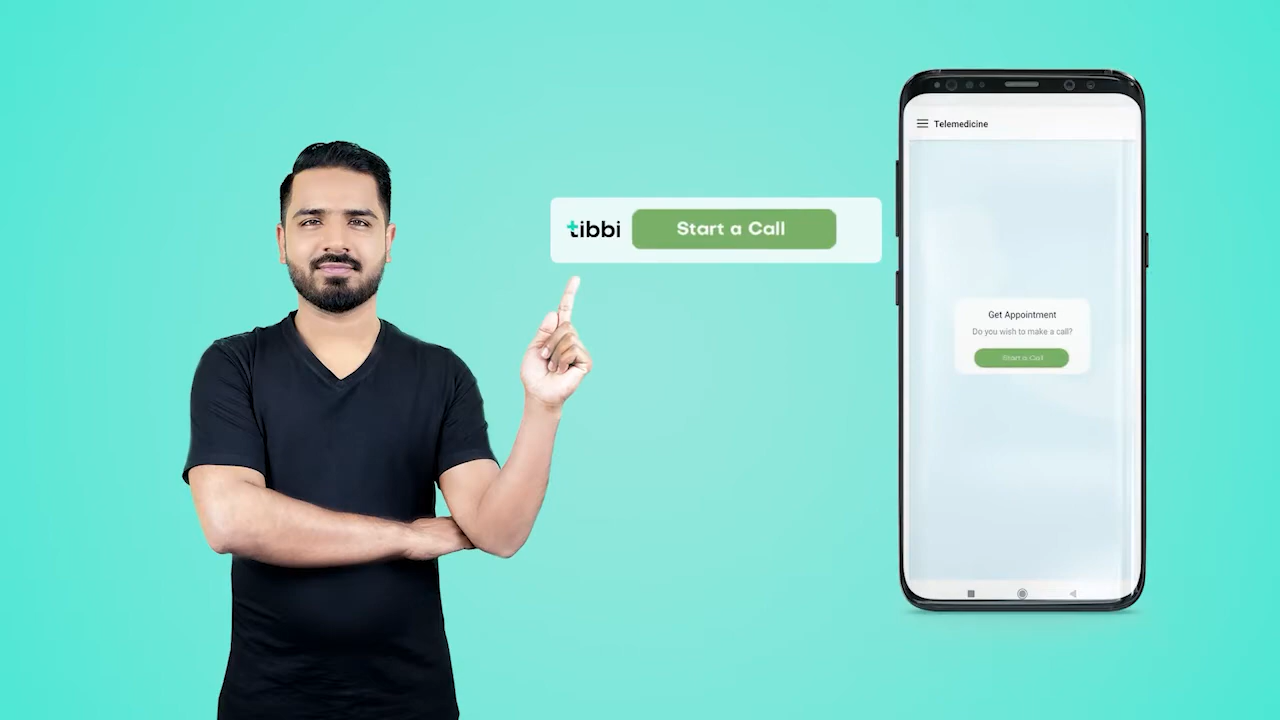 tibbi
Start a Call
Telemedicine
Get Appointment
Do you wish to make a call?
Start a Call